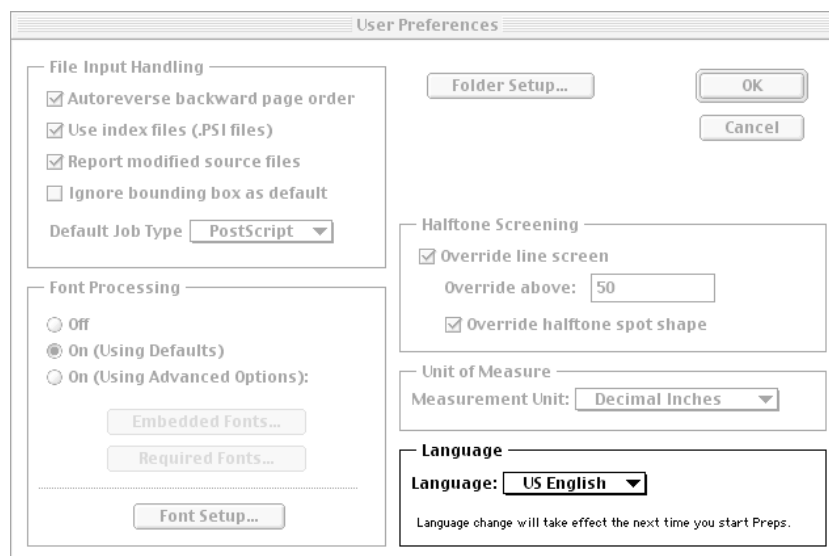 User Preferences
File Input Handling
Autoreverse backward page order
Use index files (.PSI files)
Report modified source files
Ignore bounding box as default
Default Job Type PostScript
Font Processing
Off
On (Using Defaults)
On (Using Advanced Options):
Embedded Fonts...
Required Fonts...
Font Setup...
Folder Setup...
OK
Cancel
Halftone Screening
Override line screen
Override above: 50
Override halftone spot shape
Unit of Measure
Measurement Unit: Decimal Inches
Language
Language: US English
Language change will take effect the next time you start Preps.